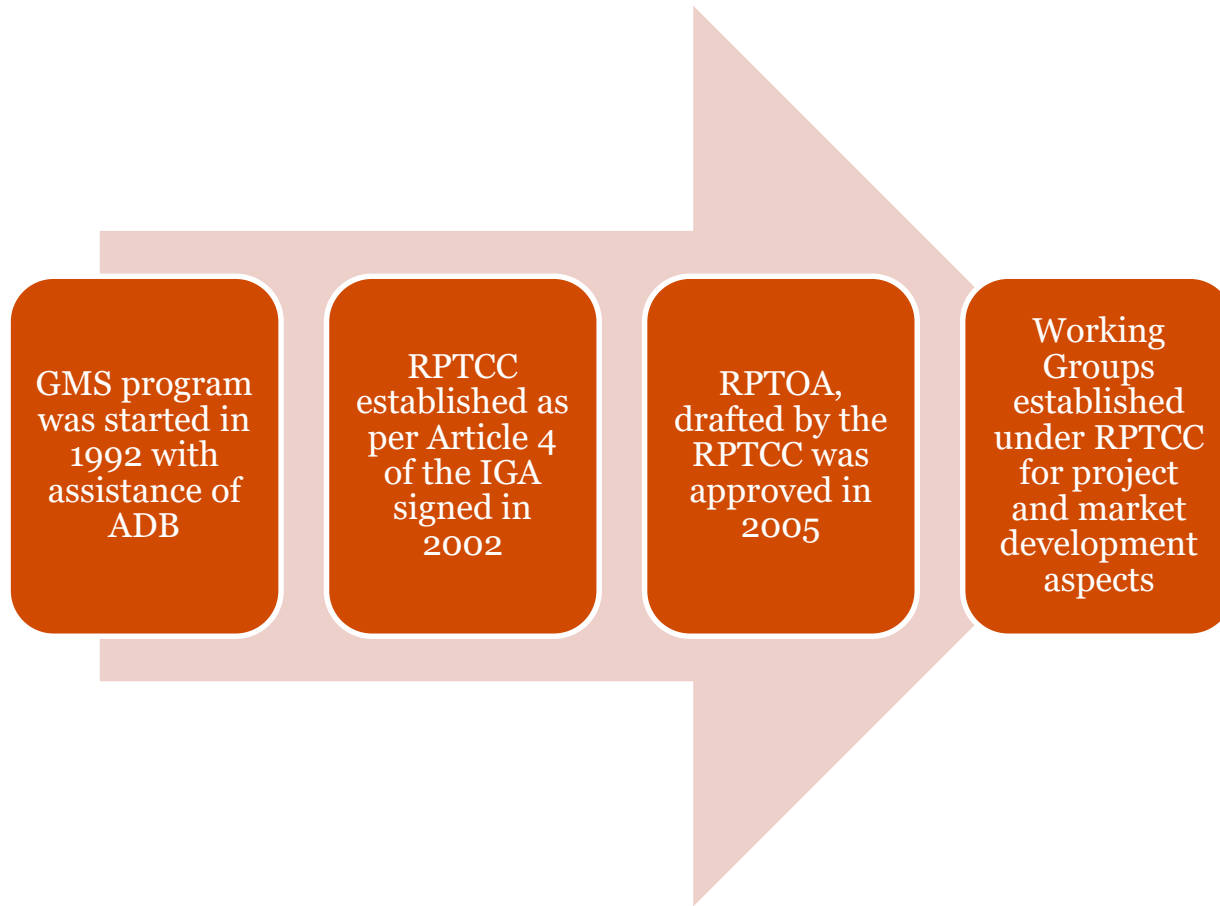 GMS program
was started in
1992 with
assistance of
ADB
RPTCC
established as
per Article 4
of the IGA
signed in
2002
RPTOA,
drafted by the
RPTCC was
approved in
2005
Working
Groups
established
under RPTCC
for project
and market
development
aspects